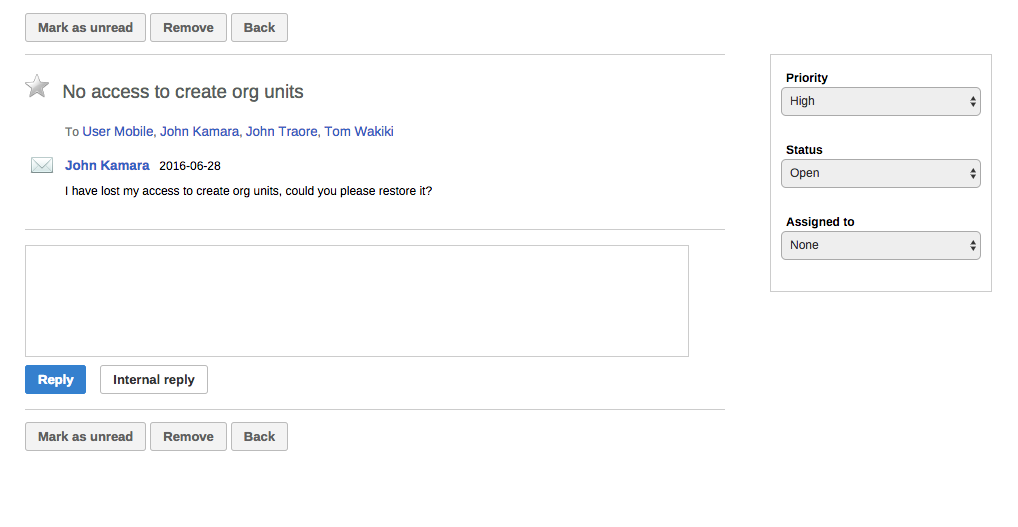 Mark as unread Remove Back
No access to create org units
To User Mobile, John Kamara, John Traore, Tom Wakiki
John Kamara 2016-06-28
I have lost my access to create org units, could you please restore it?
Reply Internal reply
Mark as unread Remove Back
Priority
High
Status
Open
Assigned to
None